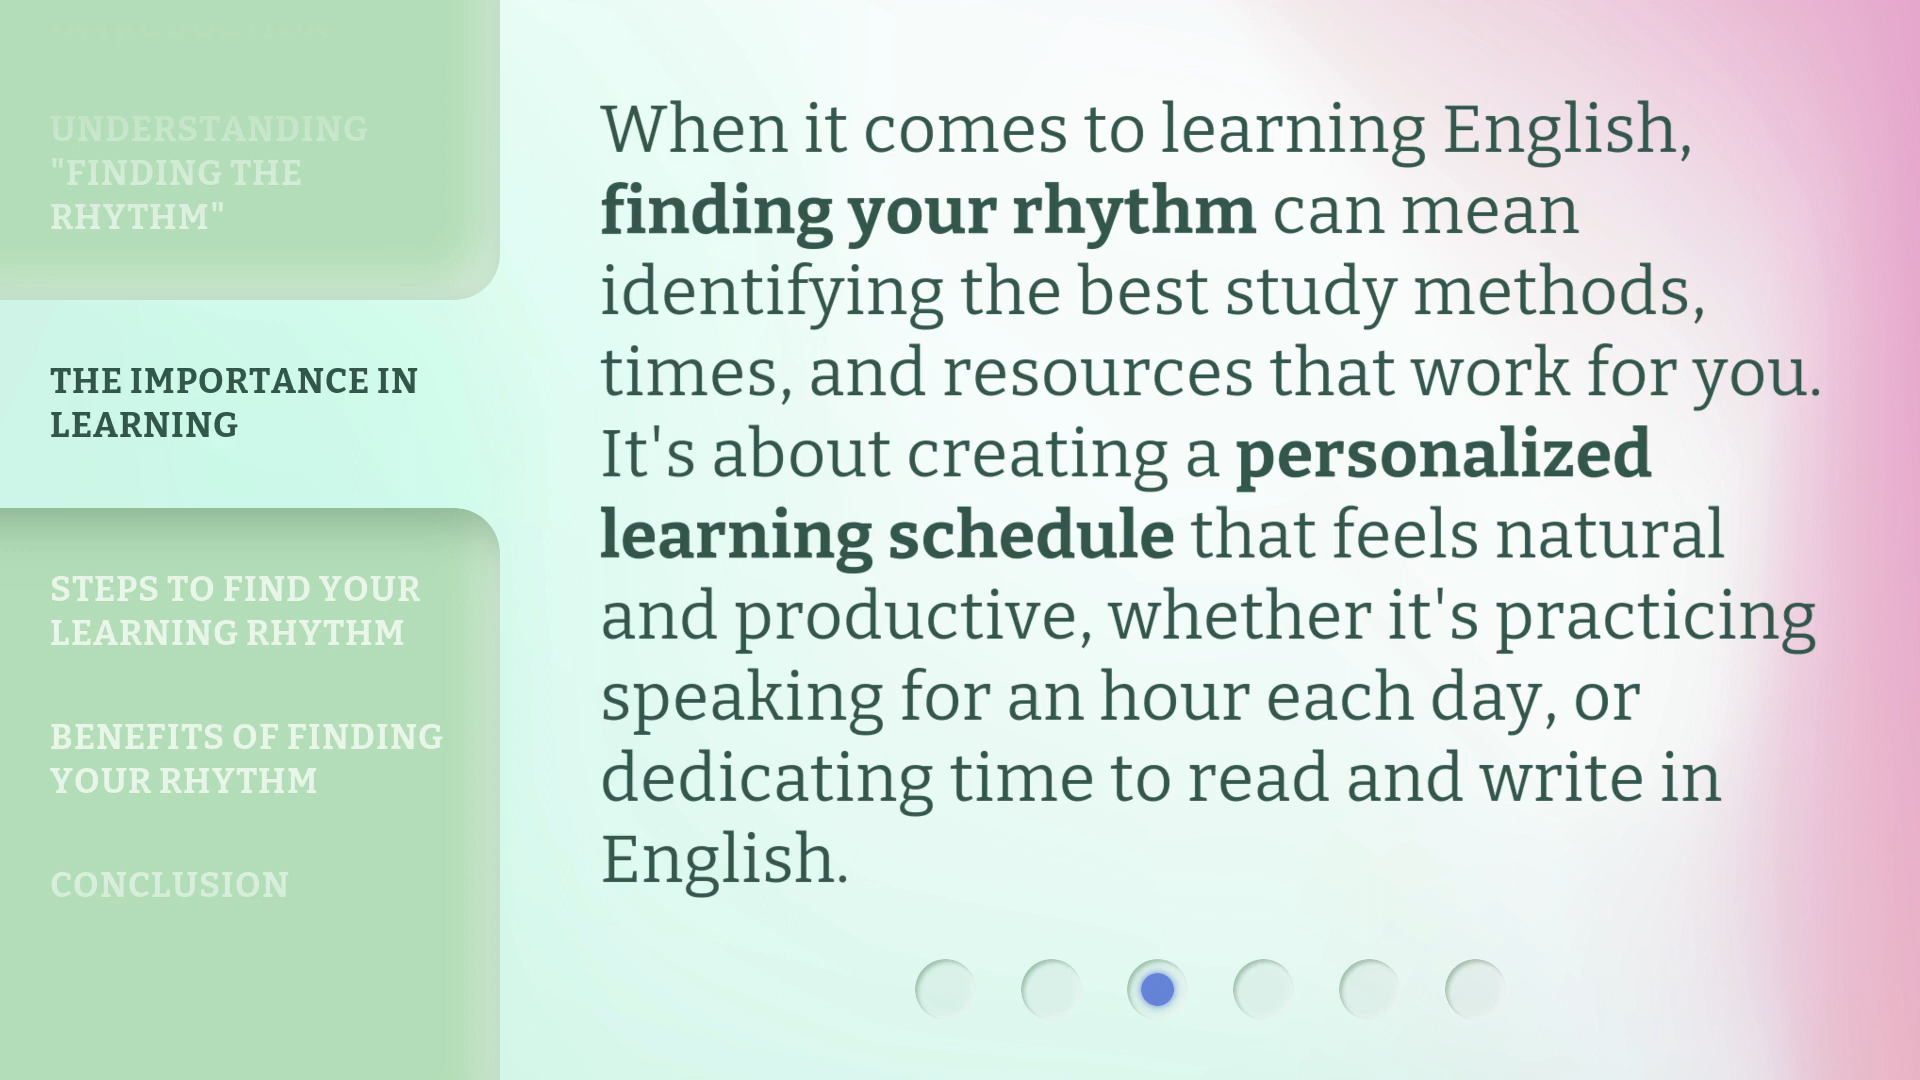 UNDERSTANDING
"FINDING THE
RHYTHM"
THE IMPORTANCE IN
LEARNING
STEPS TO FIND YOUR
LEARNING RHYTHM
BENEFITS OF FINDING
YOUR RHYTHM
CONCLUSION
When it comes to learning English,
finding your rhythm can mean
identifying the best study methods,
times, and resources that work for you.
It's about creating a personalized
learning schedule that feels natural
and productive, whether it's practicing
speaking for an hour each day, or
dedicating time to read and write in
English.